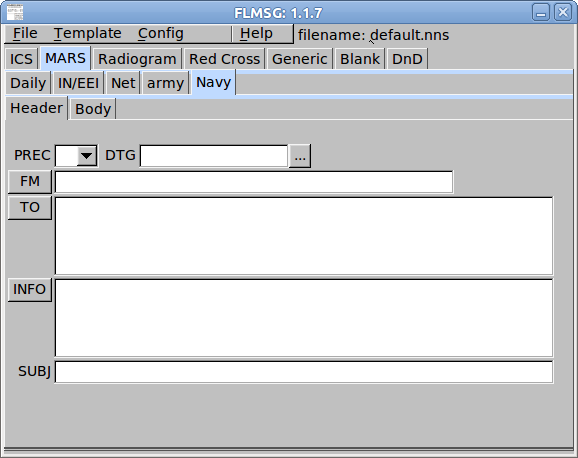 FLMSG: 1.1.7
File Template Config Help filename: default.nns
ICS MARS Radiogram Red Cross Generic Blank DnD
Daily IN/EEI Net army Navy
Header Body
PREC DTG ...
FM
TO
INFO
SUBJ